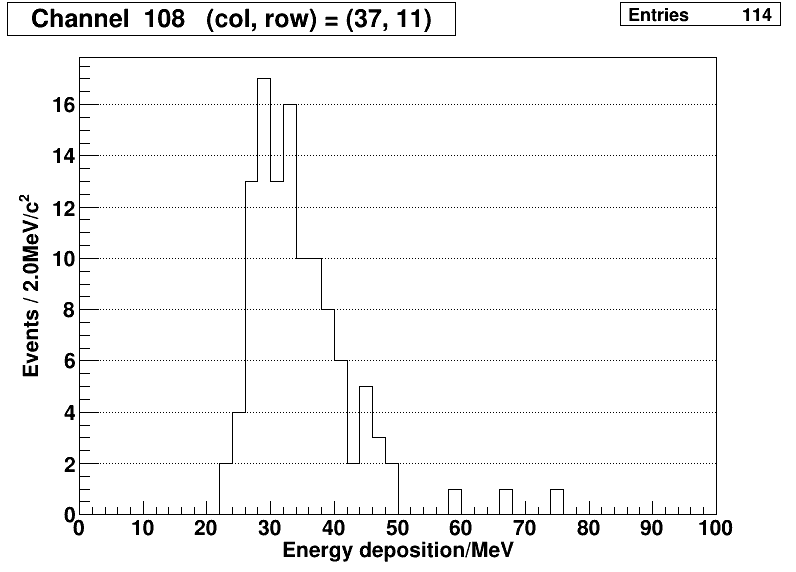 Channel 108 (col, row) = (37, 11)
Entries 114
16
14
12
10
8
6
4
2
0
Events / 2.0MeV/c²
0 10 20 30 40 50 60 70 80 90 100
Energy deposition/MeV